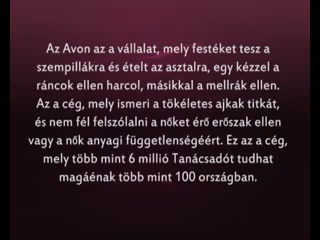 Az Avon az a vállalat, mely festéket tesz a
szempillákra és ételt az asztalra, egy kézzel a
ráncok ellen harcol, másikkal a mellrák ellen.
Az a cég, mely ismeri a tökéletes ajkak titkát,
és nem fél felszólalni a nőket érő erőszak ellen
vagy a nők anyagi függetlenségéért. Ez az a cég,
mely több mint 6 millió Tanácsadót tudhat
magáénak több mint 100 országban.